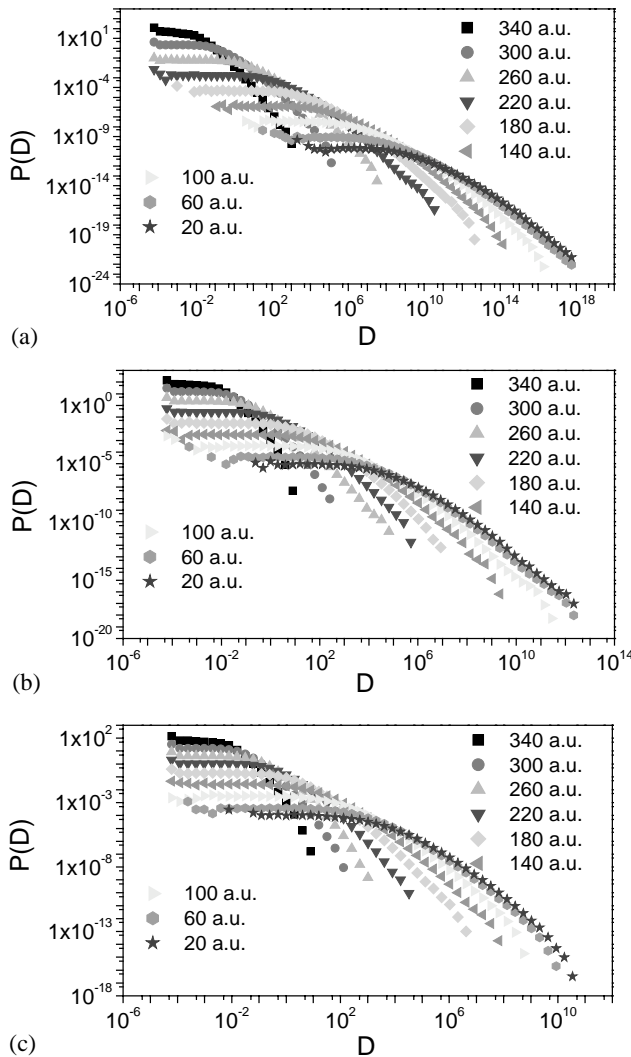 1x10^1
1x10^-4
1x10^-9
1x10^-14
1x10^-19
10^-24
P(D)
340 a.u.
300 a.u.
260 a.u.
220 a.u.
180 a.u.
140 a.u.
100 a.u.
60 a.u.
20 a.u.
10^-6 10^-2 10^2 10^6 10^10 10^14 10^18
(a) D
1x10^0
1x10^-5
1x10^-10
1x10^-15
10^-20
P(D)
340 a.u.
300 a.u.
260 a.u.
220 a.u.
180 a.u.
140 a.u.
100 a.u.
60 a.u.
20 a.u.
10^-6 10^-2 10^2 10^6 10^10 10^14
(b) D
1x10^2
1x10^-3
1x10^-8
1x10^-13
10^-18
P(D)
340 a.u.
300 a.u.
260 a.u.
220 a.u.
180 a.u.
140 a.u.
100 a.u.
60 a.u.
20 a.u.
10^-6 10^-2 10^2 10^6 10^10
(c) D